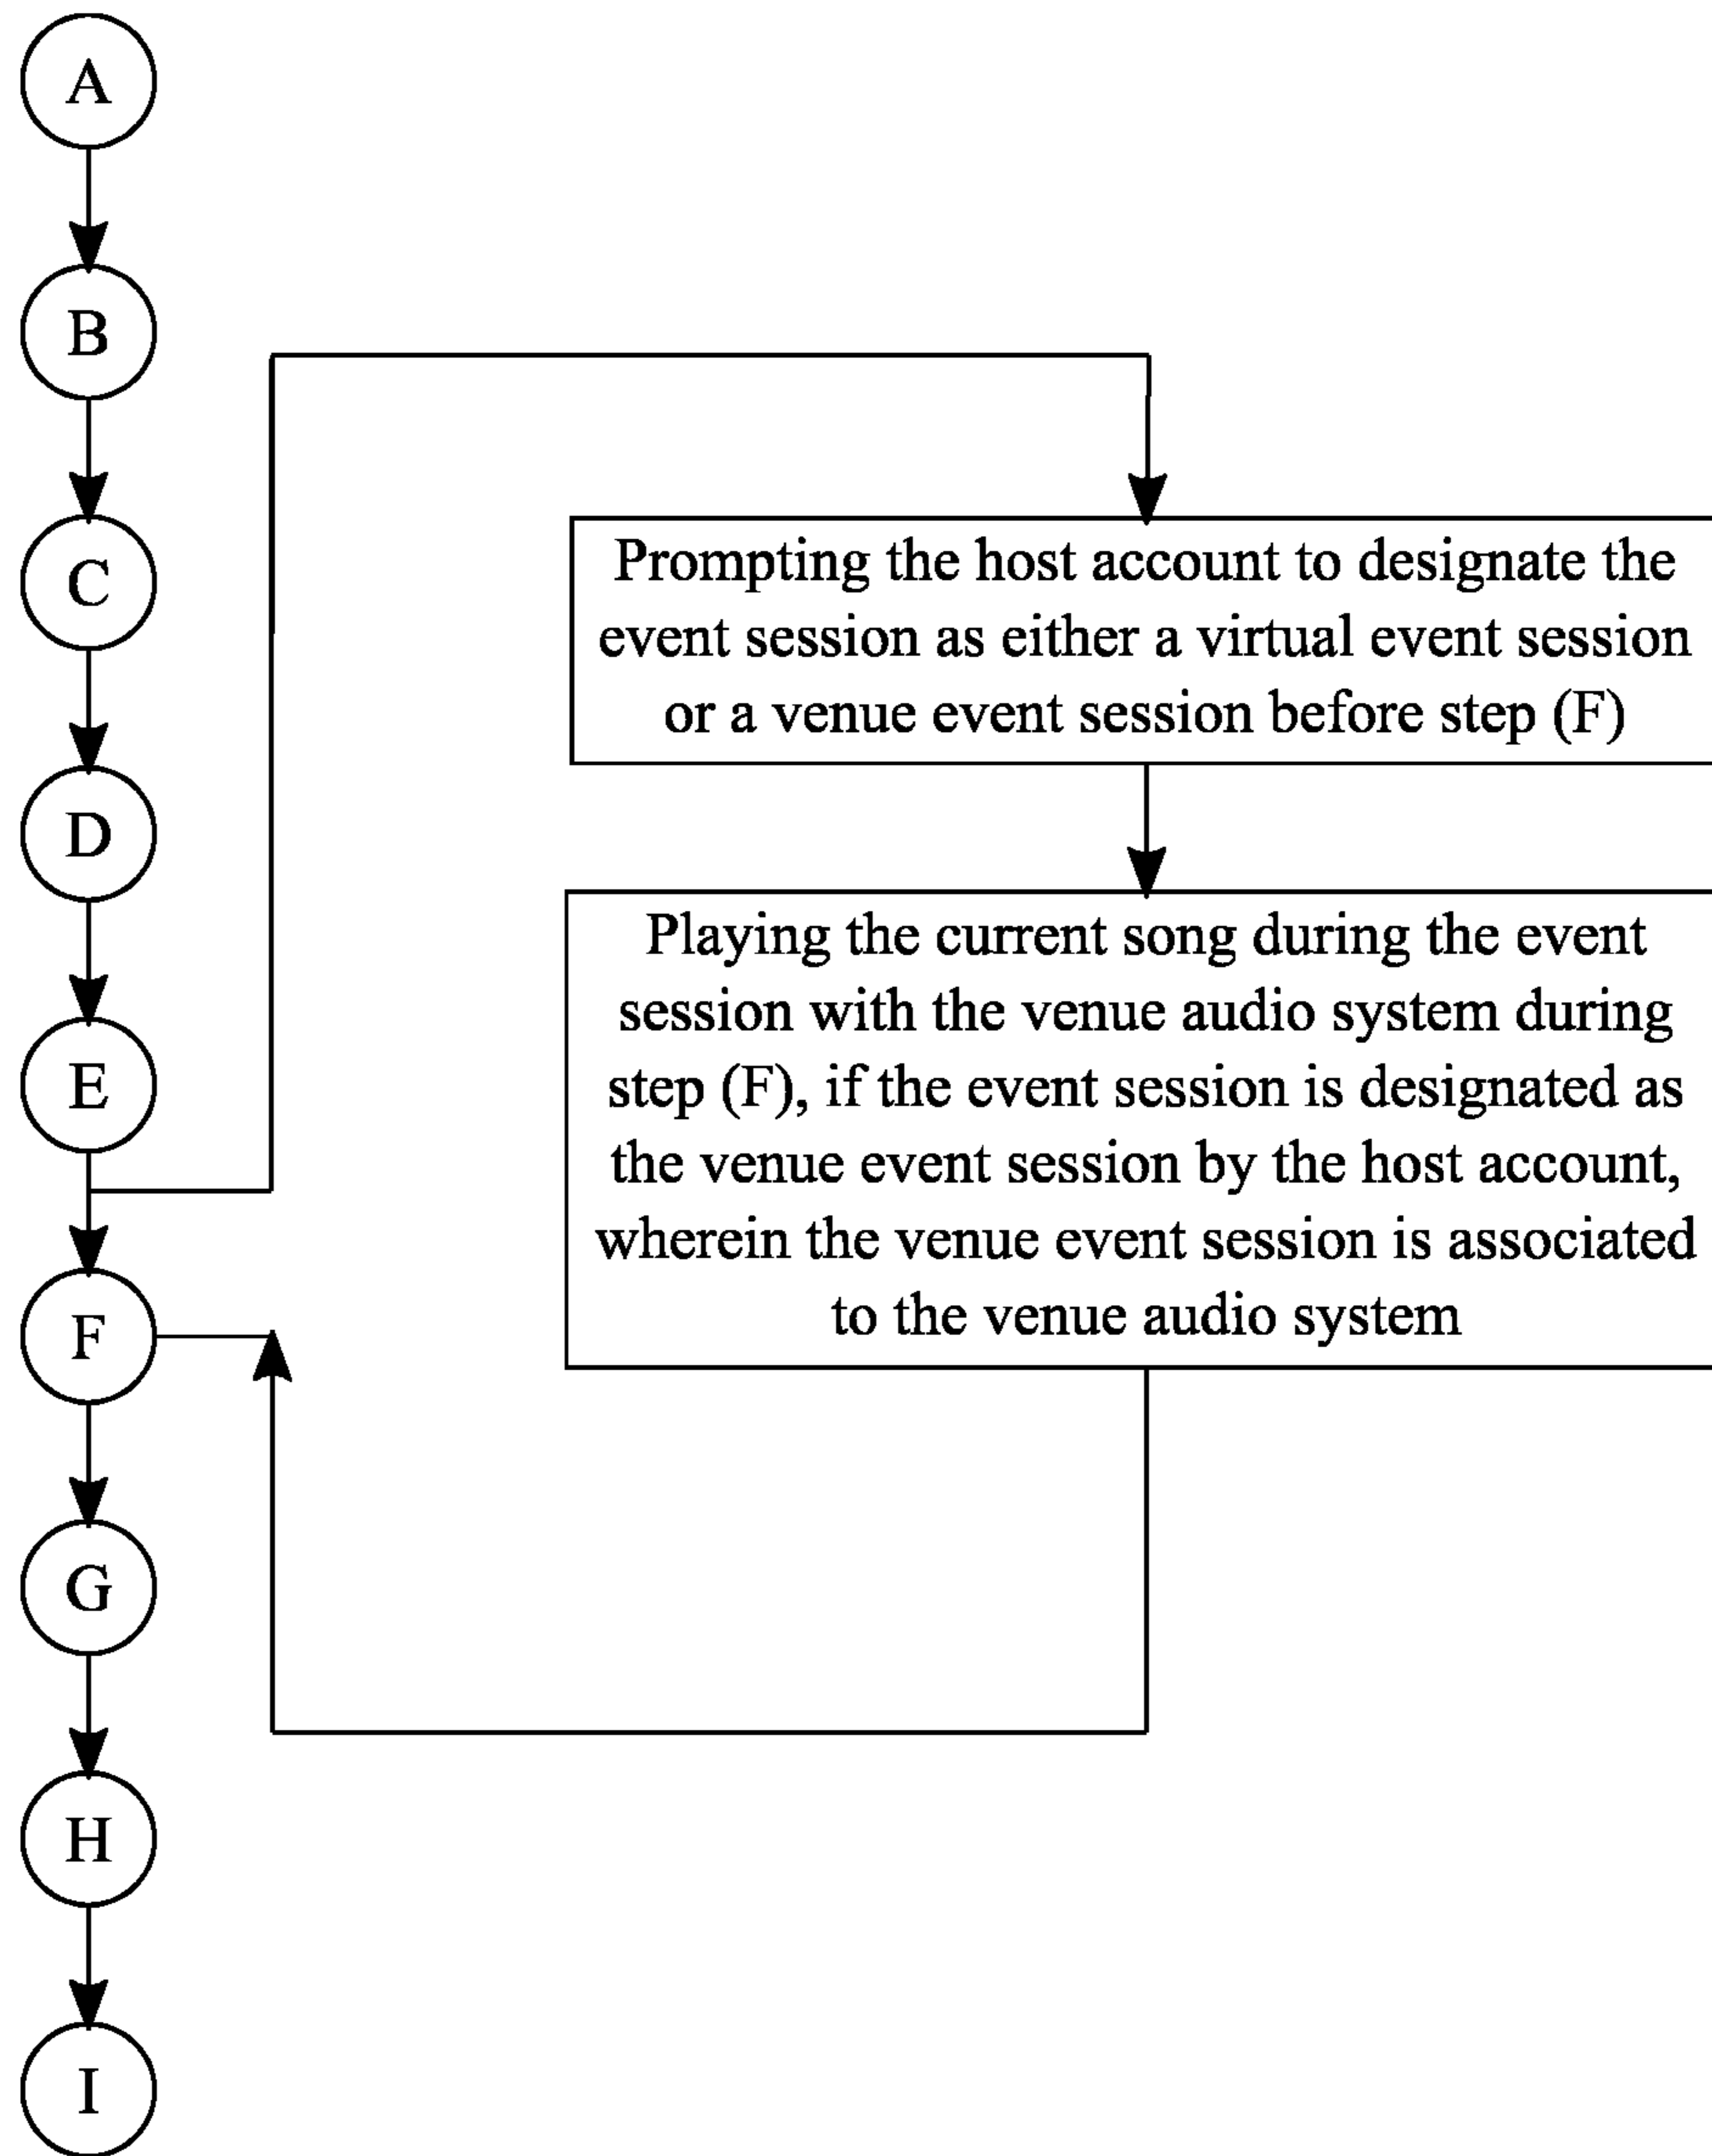 A
B
C
D
E
F
G
H
I
Prompting the host account to designate the
event session as either a virtual event session
or a venue event session before step (F)
Playing the current song during the event
session with the venue audio system during
step (F), if the event session is designated as
the venue event session by the host account,
wherein the venue event session is associated
to the venue audio system